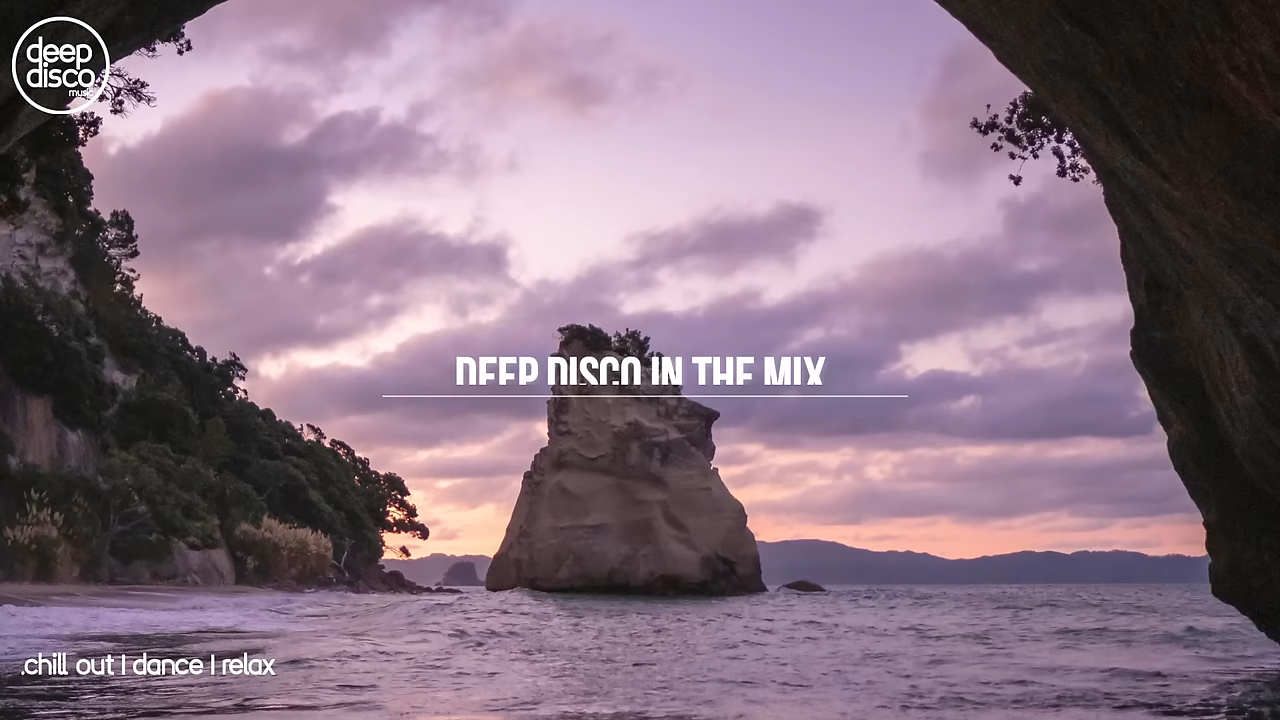 deep
disco
music
DEEP DISCO IN THE MIX
.chill out | dance | relax